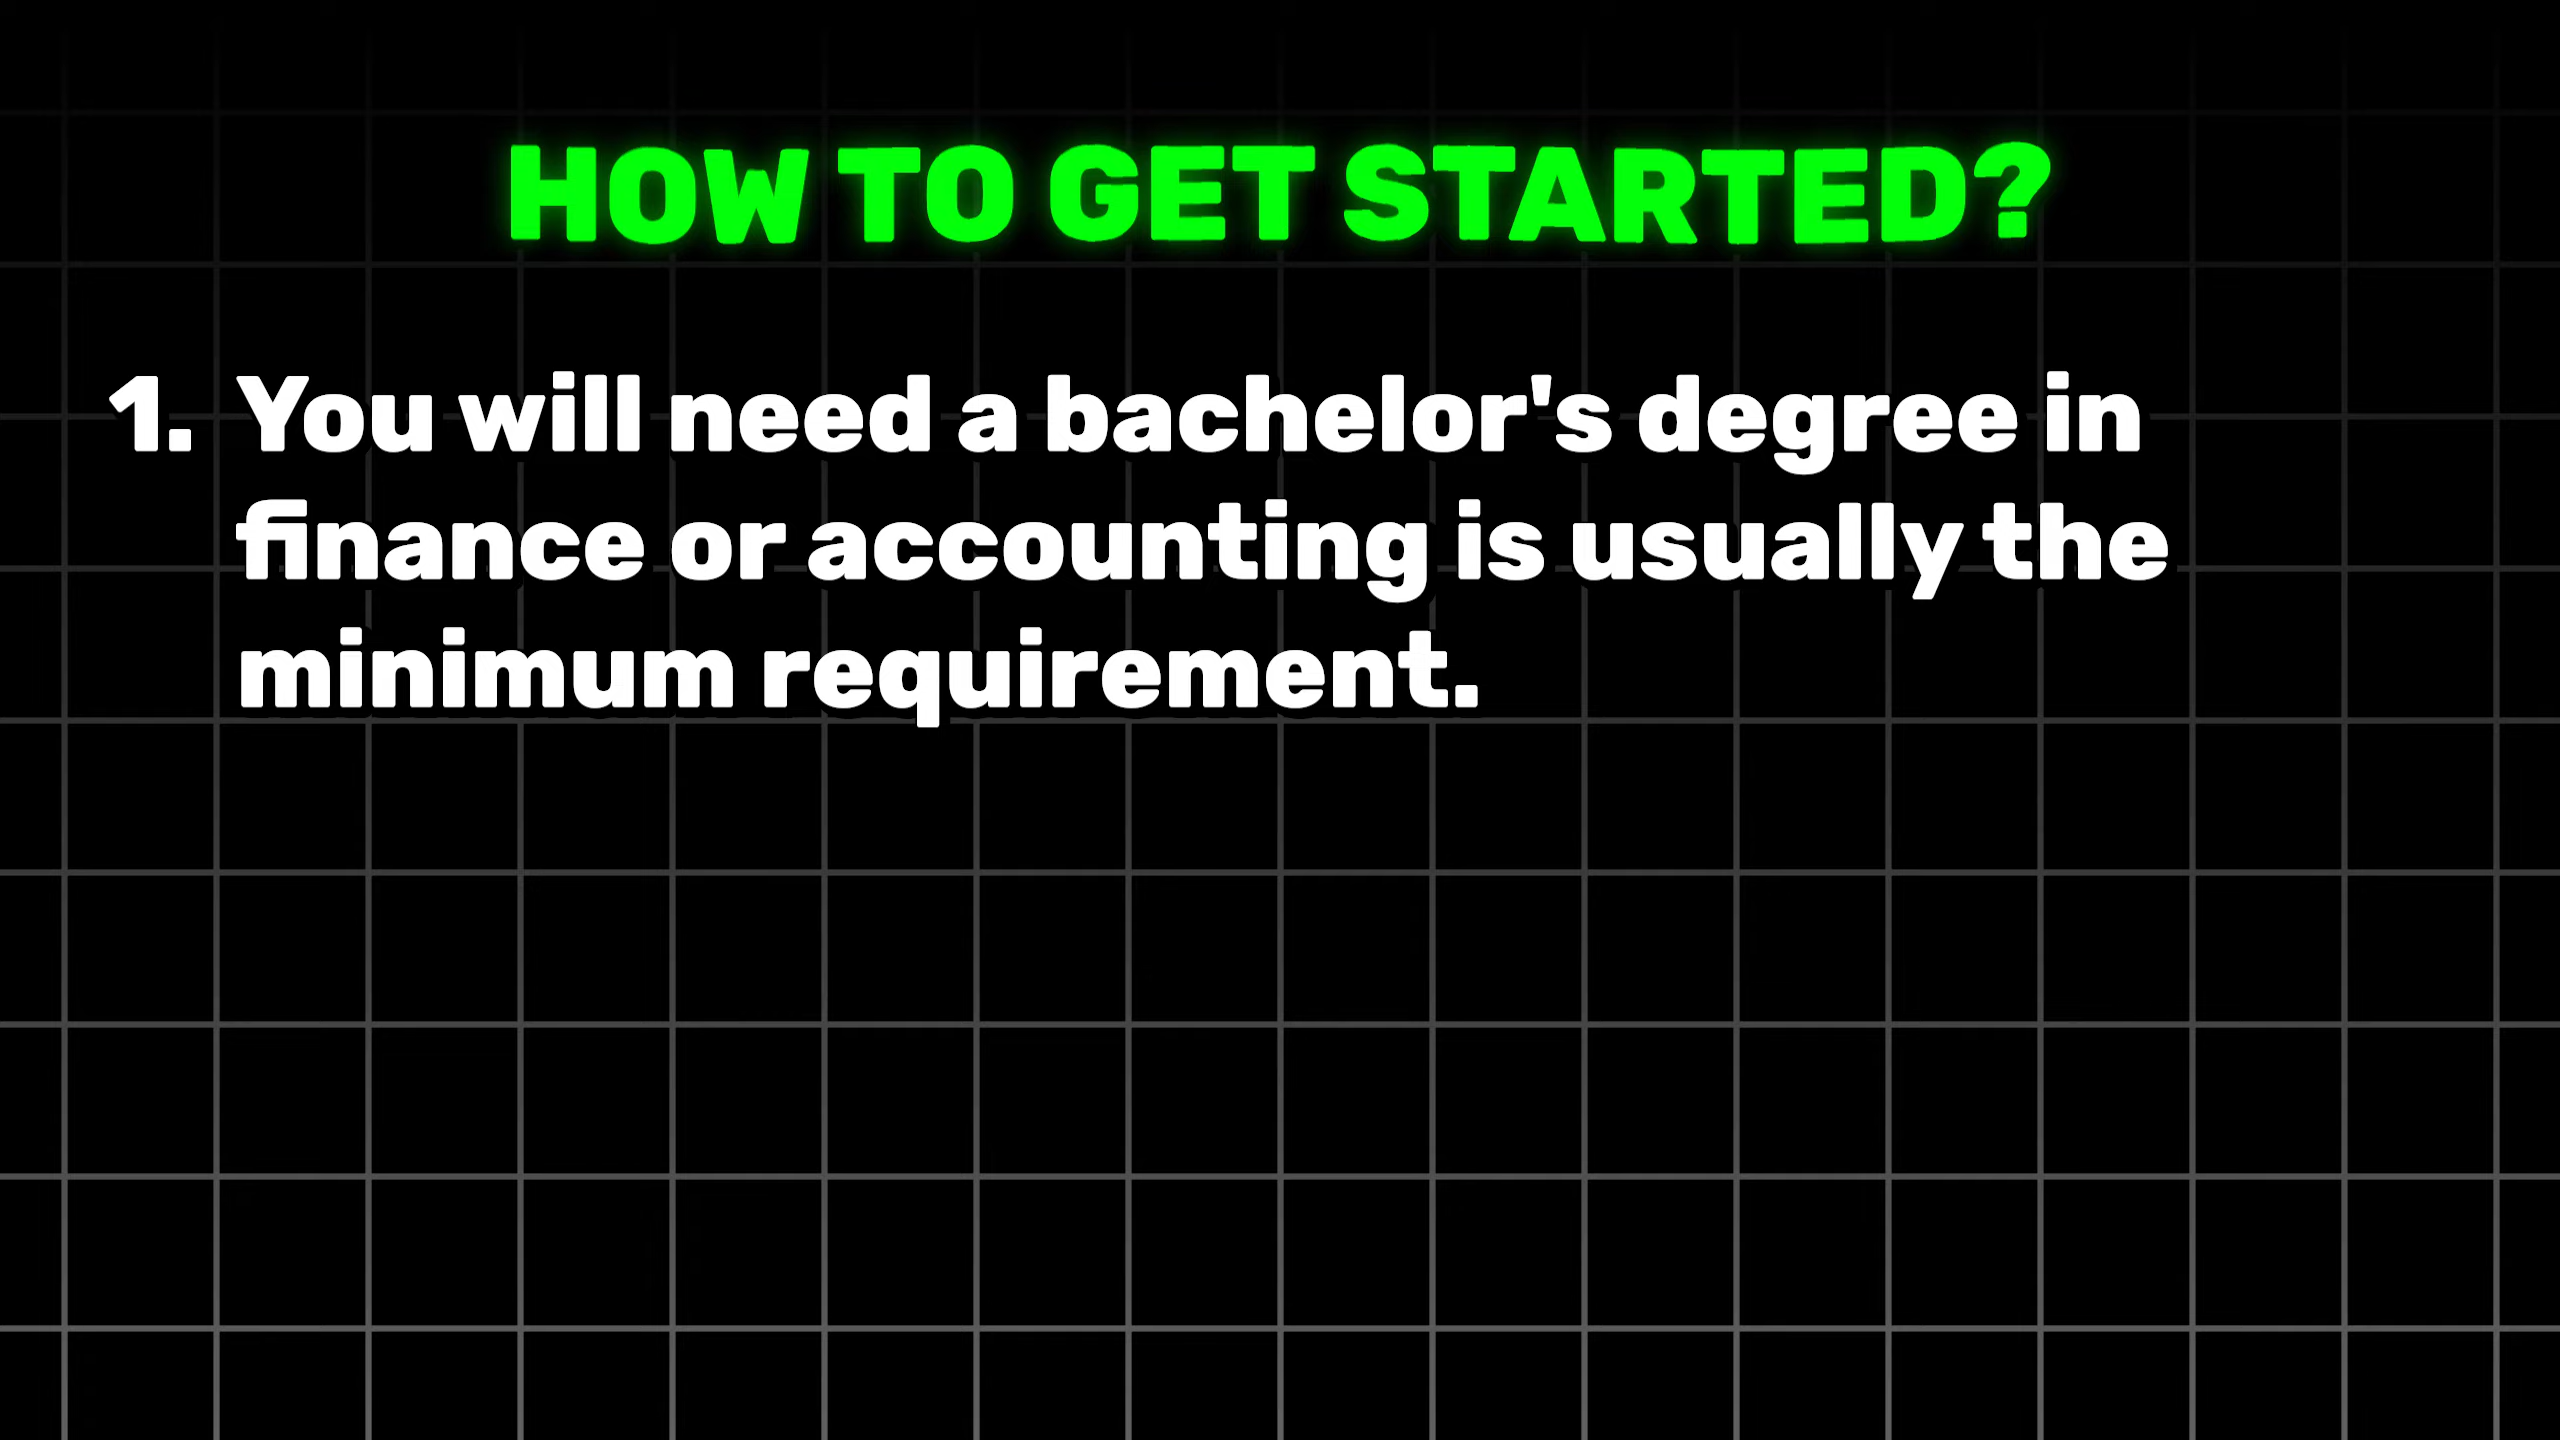 HOW TO GET STARTED?
1. You will need a bachelor's degree in
finance or accounting is usually the
minimum requirement.